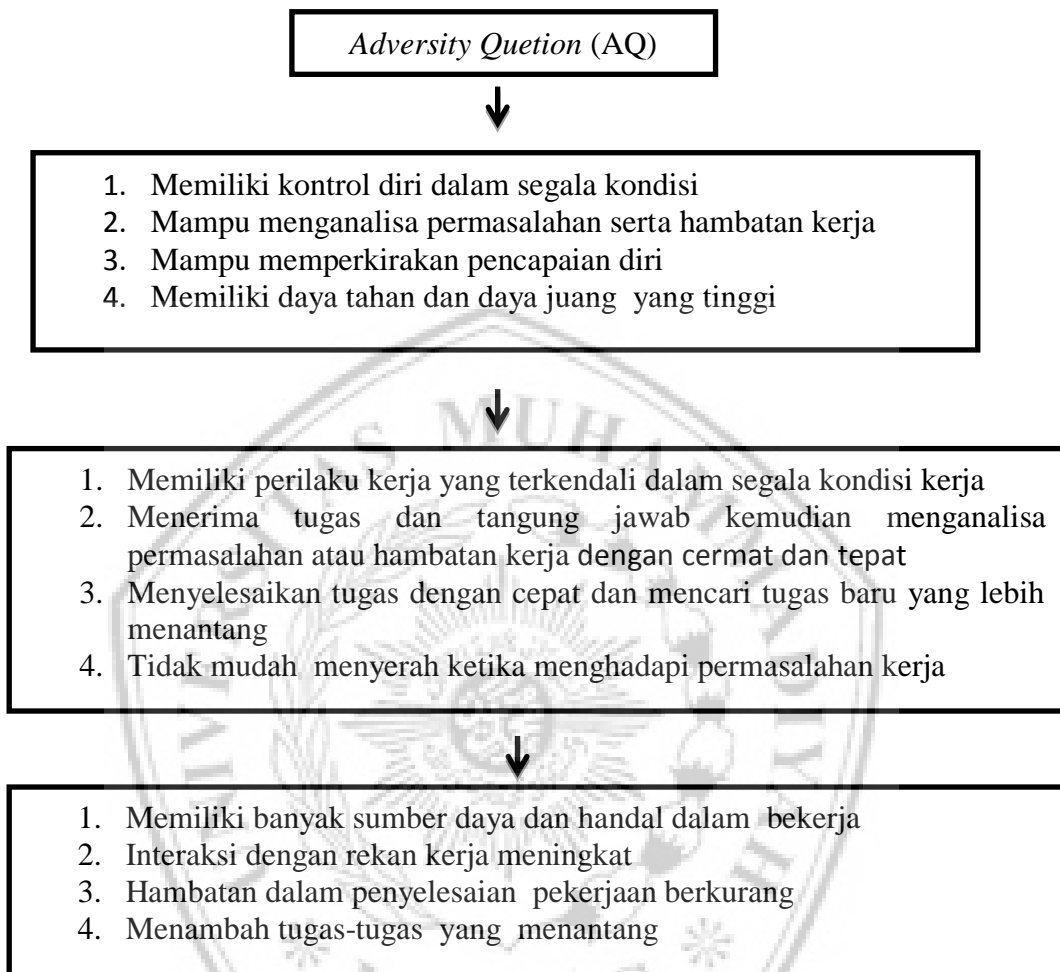 Adversity Quetion (AQ)
1. Memiliki kontrol diri dalam segala kondisi
2. Mampu menganalisa permasalahan serta hambatan kerja
3. Mampu memperkirakan pencapaian diri
4. Memiliki daya tahan dan daya juang yang tinggi
1. Memiliki perilaku kerja yang terkendali dalam segala kondisi kerja
2. Menerima tugas dan tangung jawab kemudian menganalisa
permasalahan atau hambatan kerja dengan cermat dan tepat
3. Menyelesaikan tugas dengan cepat dan mencari tugas baru yang lebih
menantang
4. Tidak mudah menyerah ketika menghadapi permasalahan kerja
1. Memiliki banyak sumber daya dan handal dalam bekerja
2. Interaksi dengan rekan kerja meningkat
3. Hambatan dalam penyelesaian pekerjaan berkurang
4. Menambah tugas-tugas yang menantang
UNIVERSITAS MUHAMMADIYAH